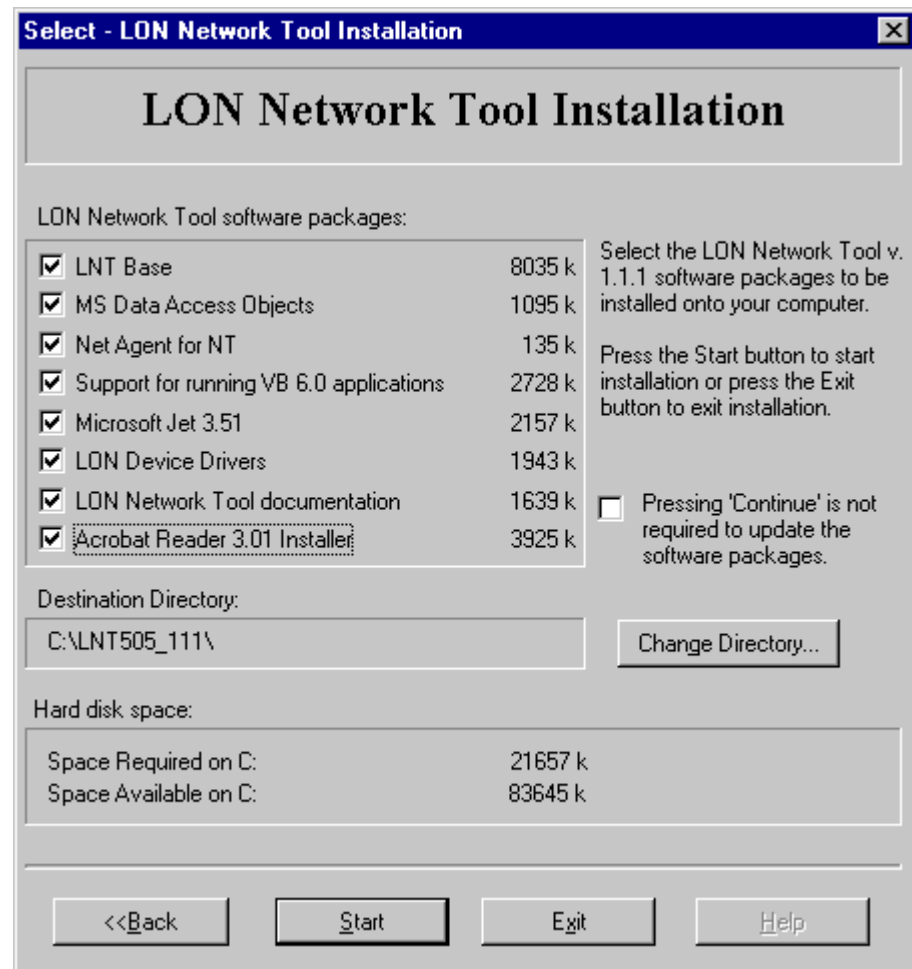 Select - LON Network Tool Installation
LON Network Tool Installation
LON Network Tool software packages:
LNT Base 8035 k
MS Data Access Objects 1095 k
Net Agent for NT 135 k
Support for running VB 6.0 applications 2728 k
Microsoft Jet 3.51 2157 k
LON Device Drivers 1943 k
LON Network Tool documentation 1639 k
Acrobat Reader 3.01 Installer 3925 k
Select the LON Network Tool v.
1.1.1 software packages to be
installed onto your computer.
Press the Start button to start
installation or press the Exit
button to exit installation.
Pressing 'Continue' is not
required to update the
software packages.
Destination Directory:
C:\LNT505_111\
Change Directory...
Hard disk space:
Space Required on C: 21657 k
Space Available on C: 83645 k
<<Back Start Exit Help